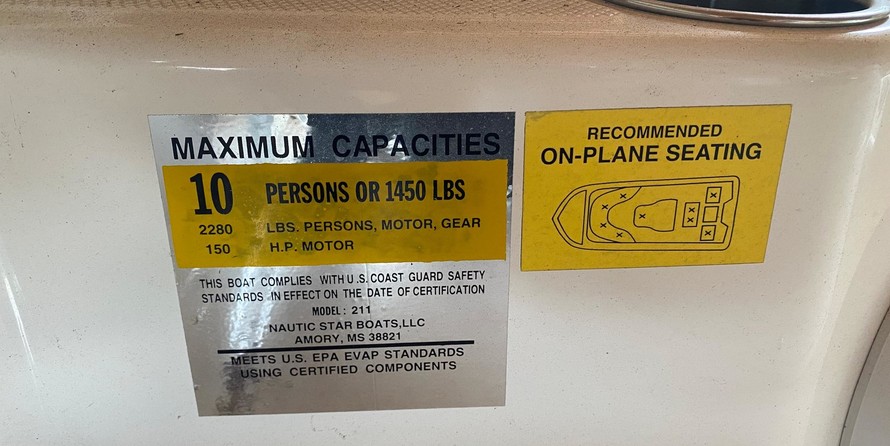 MAXIMUM CAPACITIES
10 PERSONS OR 1450 LBS
2280 LBS. PERSONS, MOTOR, GEAR
150 H.P. MOTOR
THIS BOAT COMPLIES WITH U.S. COAST GUARD SAFETY
STANDARDS IN EFFECT ON THE DATE OF CERTIFICATION
MODEL: 211
NAUTIC STAR BOATS,LLC
AMORY, MS 38821
MEETS U.S. EPA EVAP STANDARDS
USING CERTIFIED COMPONENTS
RECOMMENDED
ON-PLANE SEATING